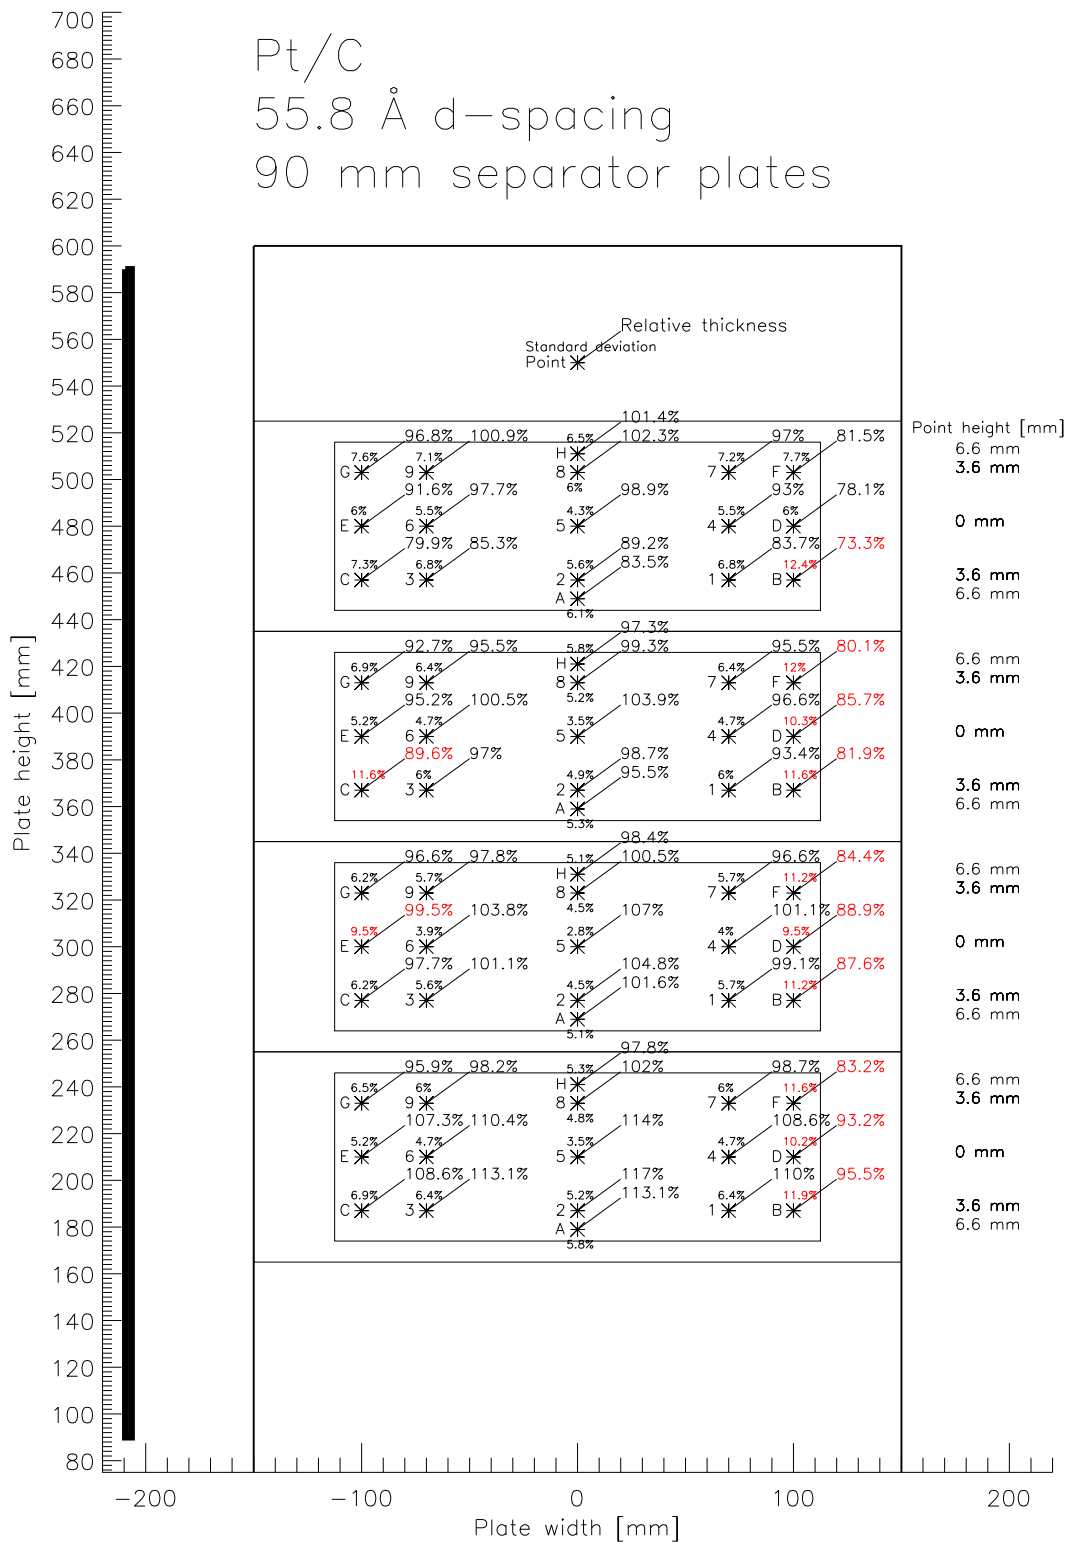 Pt/C
55.8 Å d-spacing
90 mm separator plates
700
680
660
640
620
600
580
560
540
520
500
480
460
440
420
400
380
360
340
320
300
280
260
240
220
200
180
160
140
120
100
80
Plate height [mm]
Relative thickness
Standard deviation
Point
Point height [mm]
101.4%
96.8% 100.9% 6.5% 102.3% 97% 81.5%
7.6% 7.1% H 7.2% 7.7% 6.6 mm
G 9 8 7 F 3.6 mm
6%
91.6% 97.7% 98.9% 93% 78.1%
6% 5.5% 4.3% 5.5% 6%
E 6 5 4 D 0 mm
79.9% 85.3% 89.2% 83.7% 73.3%
7.3% 6.8% 5.6% 83.5% 6.8% 12.4%
C 3 2 1 B 3.6 mm
A 6.6 mm
6.1%
97.3%
92.7% 95.5% 5.8% 99.3% 95.5% 80.1%
6.9% 6.4% H 6.4% 12% 6.6 mm
G 9 8 7 F 3.6 mm
5.2%
95.2% 100.5% 103.9% 96.6% 85.7%
5.2% 4.7% 3.5% 4.7% 10.3%
E 6 5 4 D 0 mm
89.6% 97% 98.7% 93.4% 81.9%
11.6% 6% 4.9% 95.5% 6% 11.6%
C 3 2 1 B 3.6 mm
A 6.6 mm
5.3%
98.4%
96.6% 97.8% 5.1% 100.5% 96.6% 84.4%
6.2% 5.7% H 5.7% 11.2% 6.6 mm
G 9 8 7 F 3.6 mm
4.5%
99.5% 103.8% 107% 101.1% 88.9%
9.5% 3.9% 2.8% 4% 9.5%
E 6 5 4 D 0 mm
97.7% 101.1% 104.8% 99.1% 87.6%
6.2% 5.6% 4.5% 101.6% 5.7% 11.2%
C 3 2 1 B 3.6 mm
A 6.6 mm
5.1%
97.8%
95.9% 98.2% 5.3% 102% 98.7% 83.2%
6.5% 6% H 6% 11.6% 6.6 mm
G 9 8 7 F 3.6 mm
4.8%
107.3% 110.4% 114% 108.6% 93.2%
5.2% 4.7% 3.5% 4.7% 10.2%
E 6 5 4 D 0 mm
108.6% 113.1% 117% 110% 95.5%
6.9% 6.4% 5.2% 113.1% 6.4% 11.9%
C 3 2 1 B 3.6 mm
A 6.6 mm
5.8%
-200 -100 0 100 200
Plate width [mm]